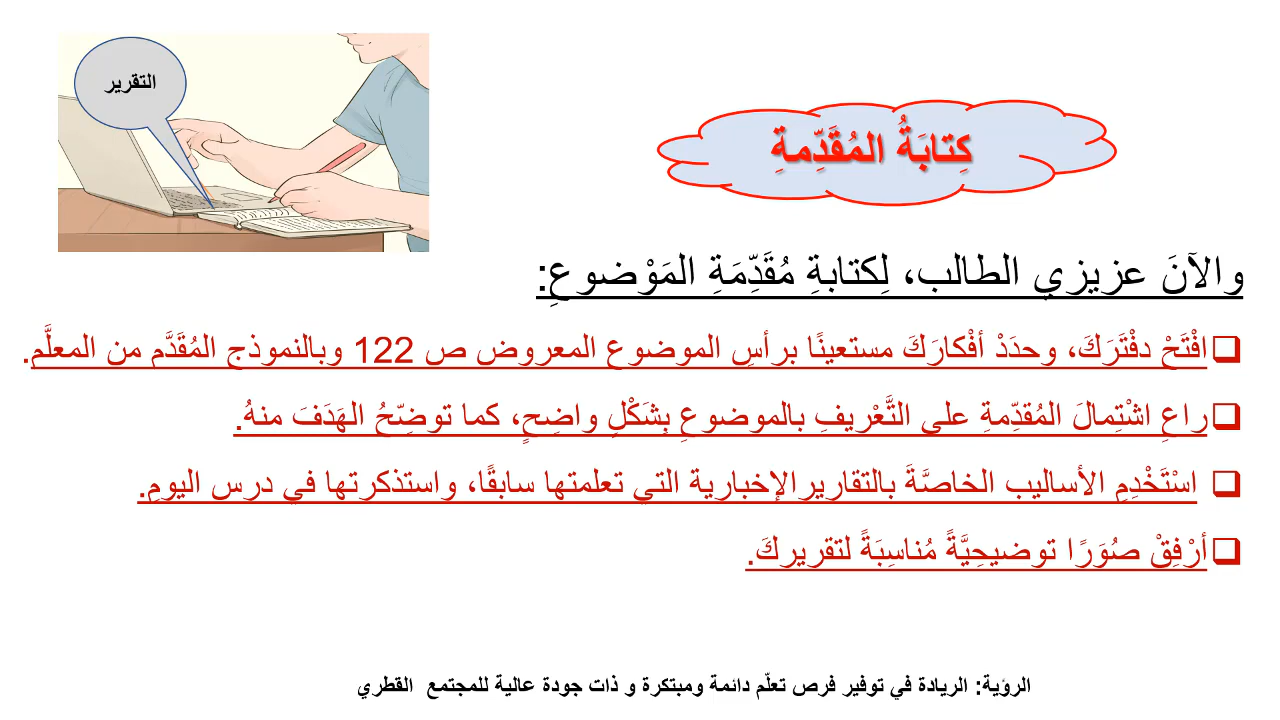 التقرير
كِتابَةُ المُقَدِّمةِ
والآنَ عزيزي الطالب، لِكتابةِ مُقَدِّمَةِ المَوْضوعِ:
افْتَحْ دفْتَرَكَ، وحدَدْ أفْكارَكَ مستعينًا برأسِ الموضوع المعروض ص 122 وبالنموذج المُقَدَّم من المعلَّم.
راعِ اشْتِمالَ المُقدِّمةِ على التَّعْريفِ بالموضوعِ بِشَكْلِ واضِحٍ، كما توضِّحُ الهَدَفَ منهُ.
اسْتَخْدِمِ الأساليب الخاصَّةَ بالتقاريرالإخبارية التي تعلمتها سابقًا، واستذكرتها في درس اليومِ.
أرْفِقْ صُوَرًا توضيحِيَّةً مُناسِبَةً لتقريركَ.
الرؤية: الريادة في توفير فرص تعلّم دائمة ومبتكرة و ذات جودة عالية للمجتمع القطري